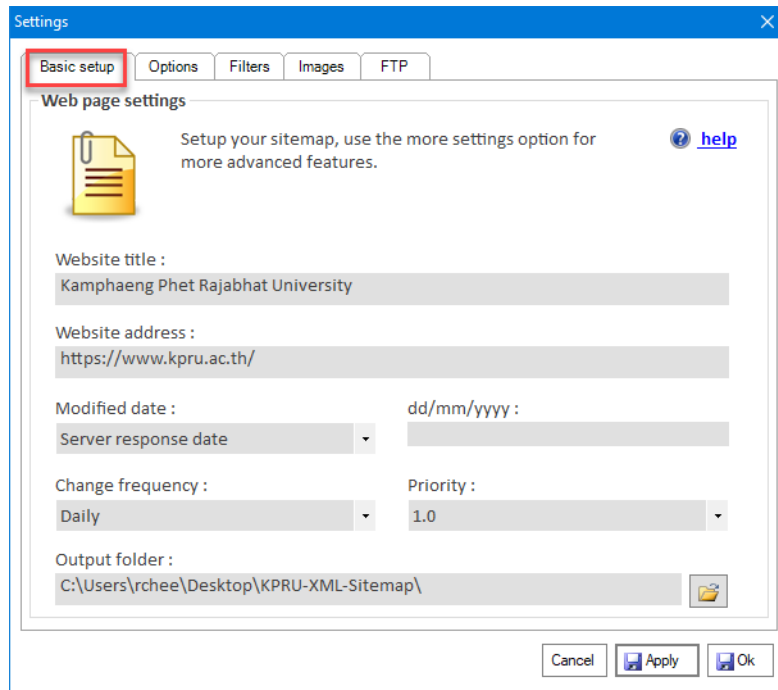 Settings
Basic setup
Options
Filters
Images
FTP
Web page settings
Setup your sitemap, use the more settings option for
more advanced features.
help
Website title :
Kamphaeng Phet Rajabhat University
Website address :
https://www.kpru.ac.th/
Modified date :
dd/mm/yyyy :
Server response date
Change frequency :
Priority :
Daily
1.0
Output folder :
C:\Users\rchee\Desktop\KPRU-XML-Sitemap\
Cancel
Apply
Ok